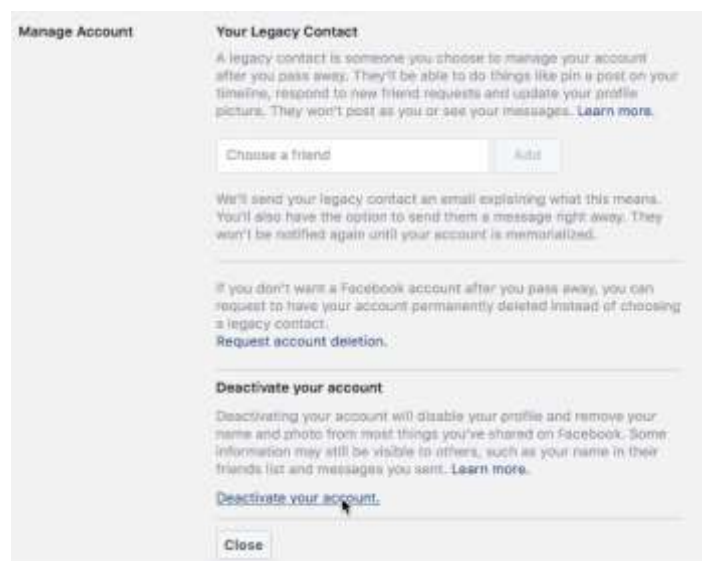 Manage Account
Your Legacy Contact
A legacy contact is someone you choose to manage your account
after you pass away. They'll be able to do things like pin a post on your
timeline, respond to new friend requests and update your profile
picture. They won't post as you or see your messages. Learn more.
Choose a friend
Add
We'll send your legacy contact an email explaining what this means.
You'll also have the option to send them a message right away. They
won't be notified again until your account is memorialized.
If you don't want a Facebook account after you pass away, you can
request to have your account permanently deleted instead of choosing
a legacy contact.
Request account deletion.
Deactivate your account
Deactivating your account will disable your profile and remove your
name and photo from most things you've shared on Facebook. Some
information may still be visible to others, such as your name in their
friends list and messages you sent. Learn more.
Deactivate your account.
Close